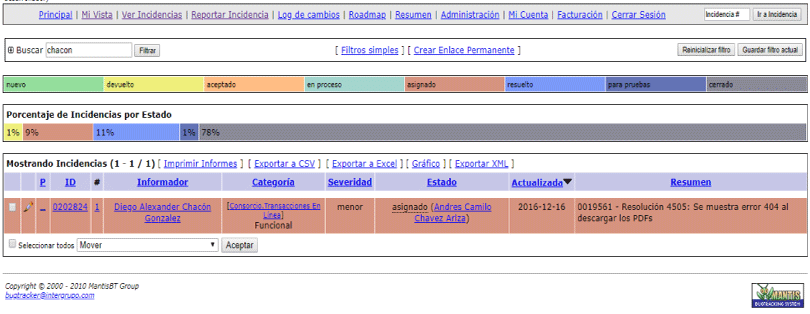 Principal | Mi Vista | Ver Incidencias | Reportar Incidencia | Log de cambios | Roadmap | Resumen | Administración | Mi Cuenta | Facturación | Cerrar Sesión Incidencia # Ir a Incidencia
Buscar chacon Filtrar [ Filtros simples ] [ Crear Enlace Permanente ] Reinicializar filtro Guardar filtro actual
nuevo devuelto aceptado en proceso asignado resuelto para pruebas cerrado
Porcentaje de Incidencias por Estado
1% 9% 11% 1% 78%
Mostrando Incidencias (1 - 1 / 1) [ Imprimir Informes ] [ Exportar a CSV ] [ Exportar a Excel ] [ Gráfico ] [ Exportar XML ]
P ID # Informador Categoría Severidad Estado Actualizada Resumen
0202824 1 Diego Alexander Chacón Gonzalez [Consorcio.Transacciones En Linea] Funcional menor asignado (Andres Camilo Chavez Ariza) 2016-12-16 0019561 - Resolución 4505: Se muestra error 404 al descargar los PDFs
Seleccionar todos Mover Aceptar
Copyright © 2000 - 2010 MantisBT Group
bugtracker@intergrupo.com
MANTIS
BUGTRACKING SYSTEM